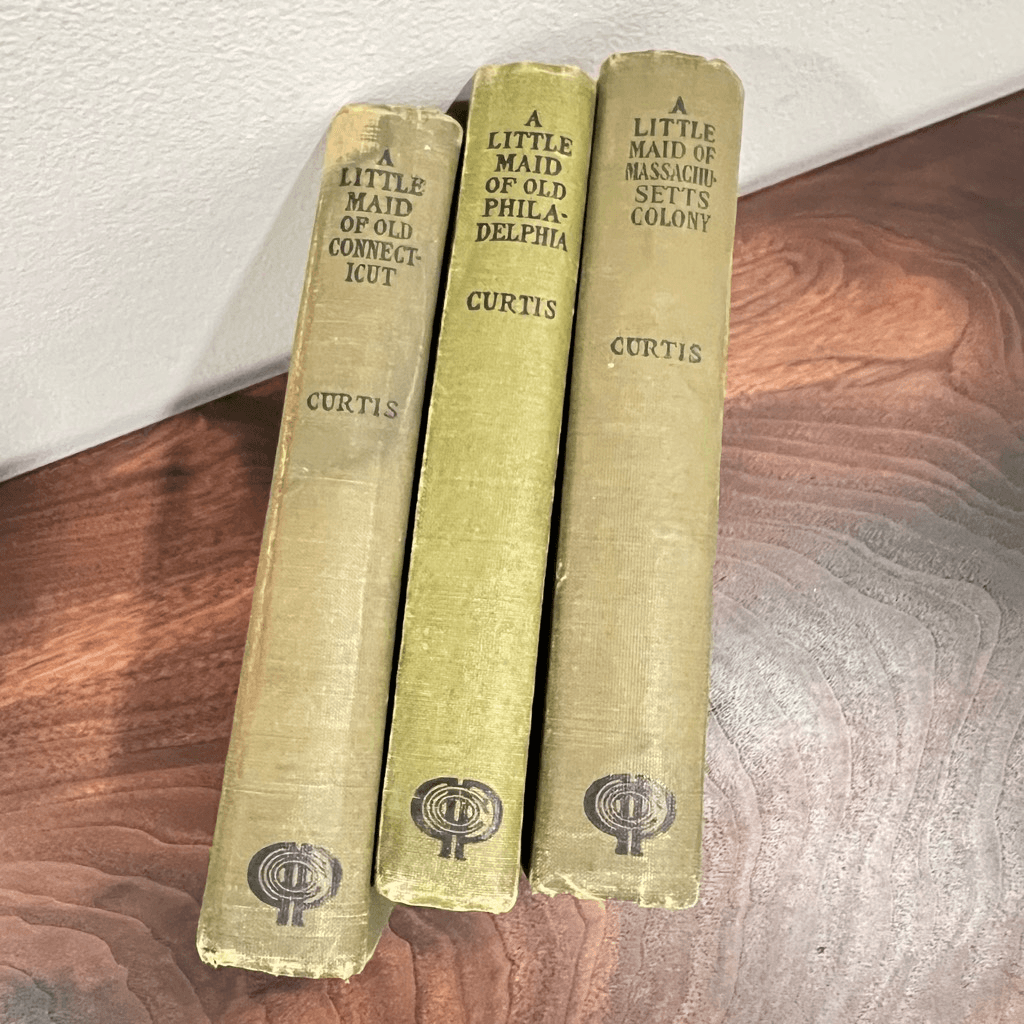 A
LITTLE
MAID
OF OLD
CONNECT-
ICUT
CURTIS
A
LITTLE
MAID
OF OLD
PHILA-
DELPHIA
CURTIS
A
LITTLE
MAID OF
MASSACHU-
SETTS
COLONY
CURTIS